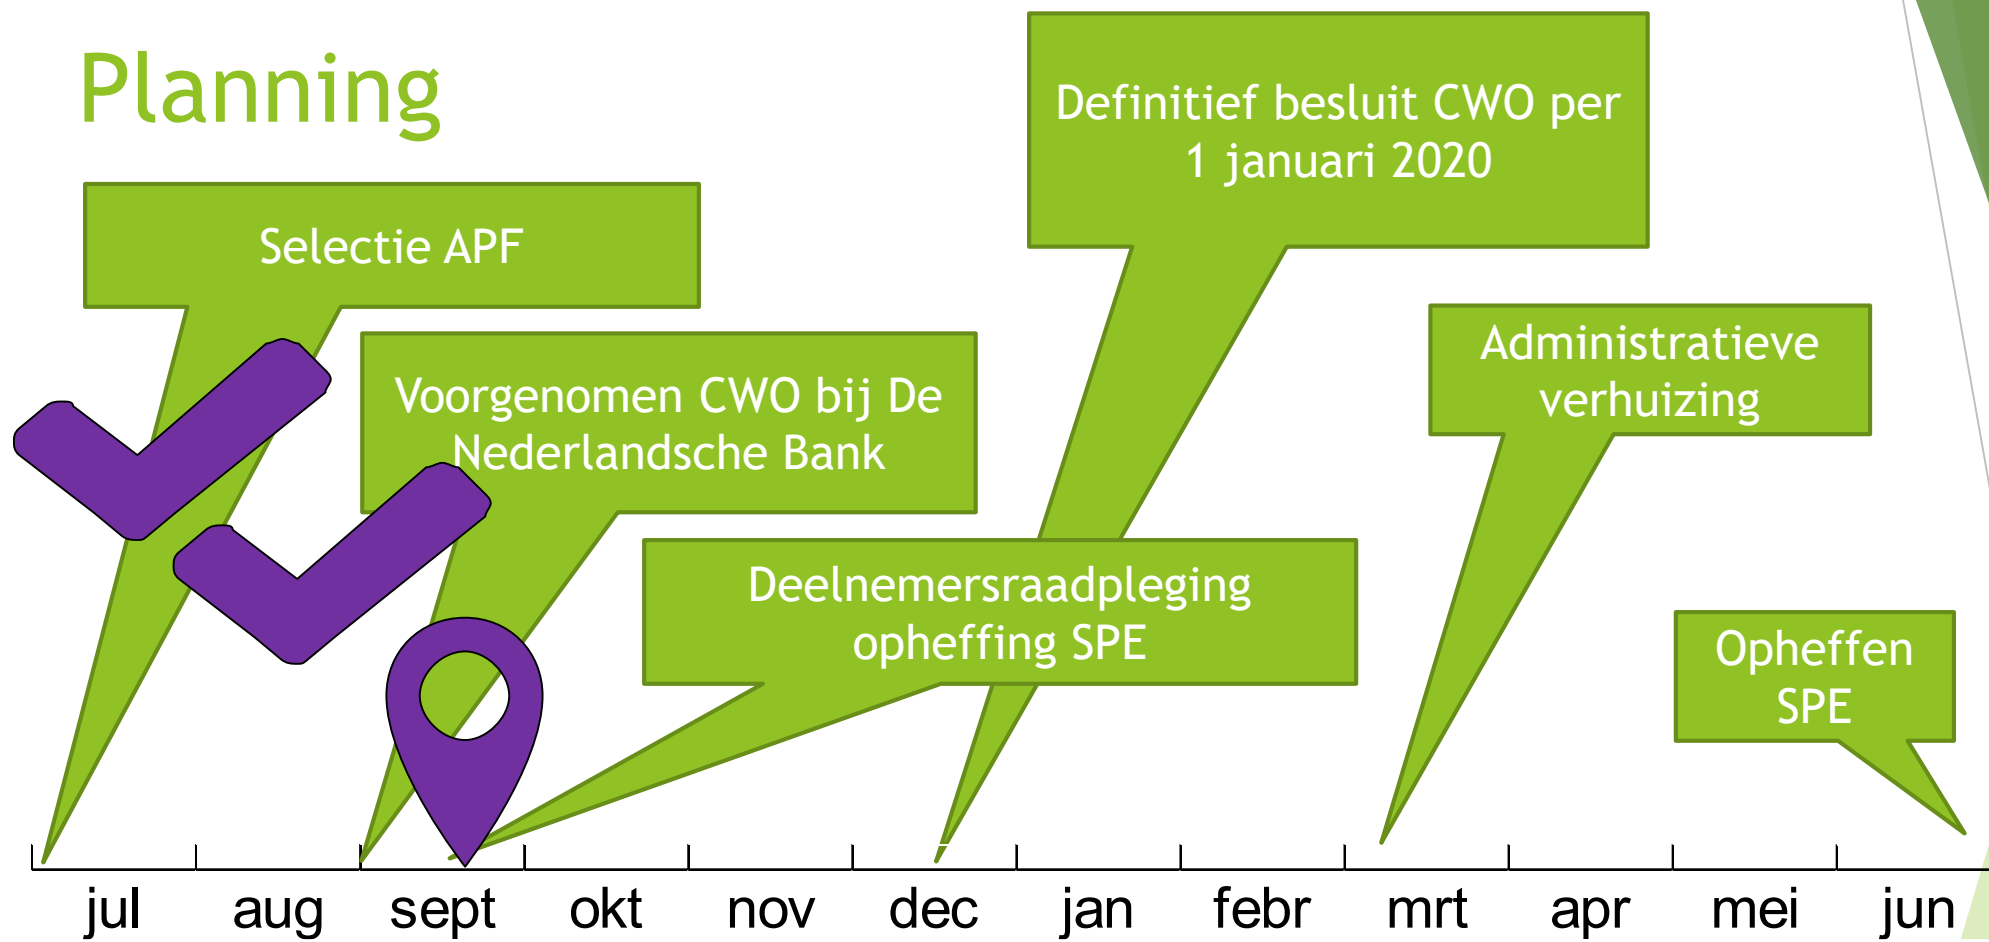 Planning
Definitief besluit CWO per
1 januari 2020
Selectie APF
Voorgenomen CWO bij De
Nederlandsche Bank
Administratieve
verhuizing
Deelnemersraadpleging
opheffing SPE
Opheffen
SPE
jul aug sept okt nov dec jan febr mrt apr mei jun